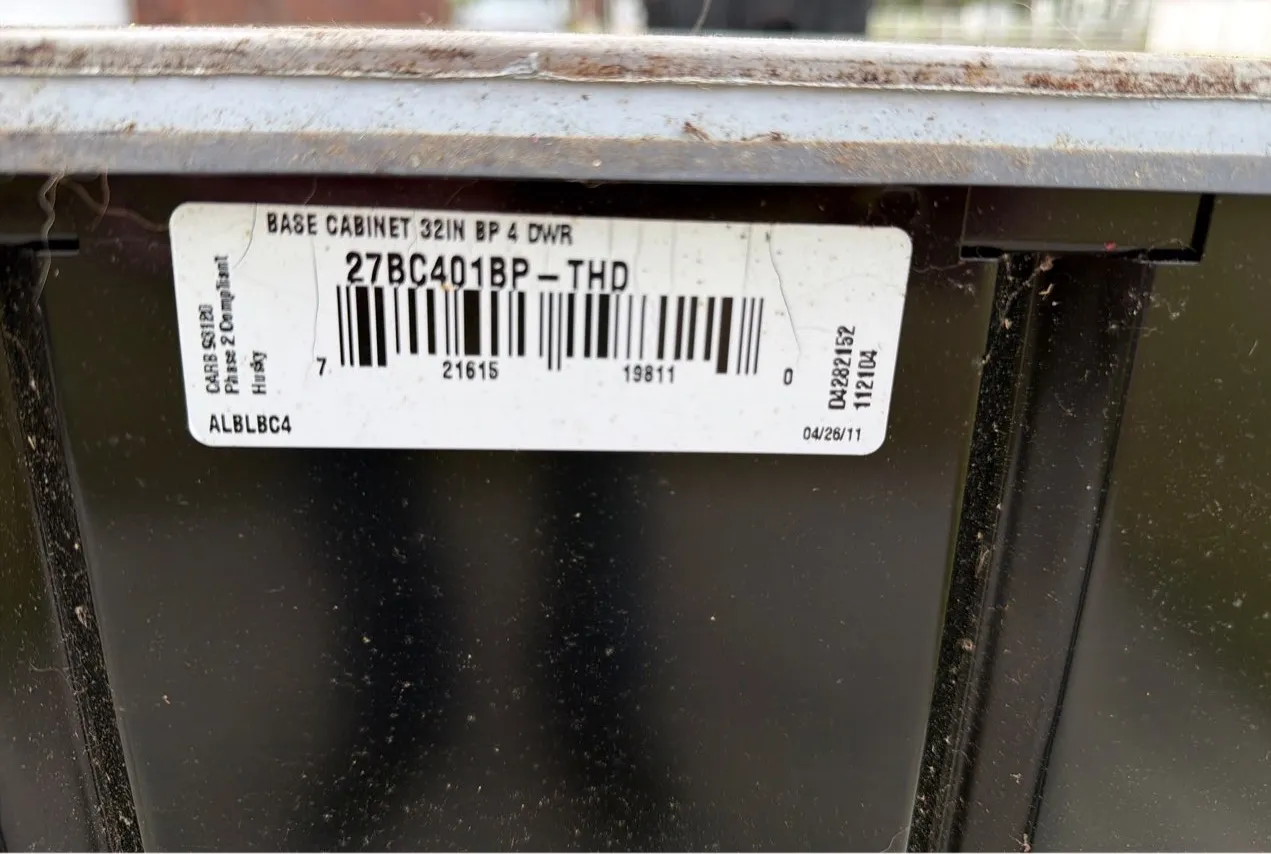 BASE CABINET 32IN BP 4 DWR
27BC401BP-THD
7 21615 19811 0
CARB 93120
Phase 2 Compliant
Husky
ALBLBC4
D4282152
112104
04/26/11